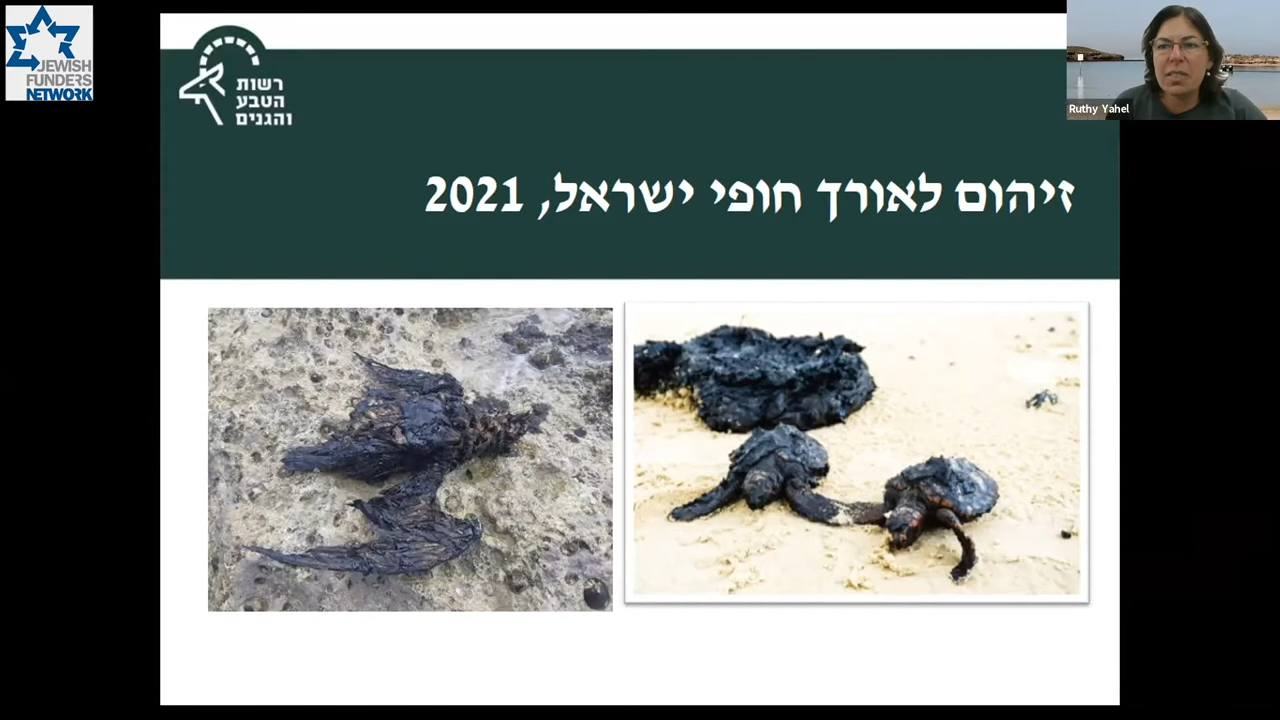 JEWISH
FUNDERS
NETWORK
רשות
הטבע
והגנים
Ruthy Yahel
זיהום לאורך חופי ישראל, 2021